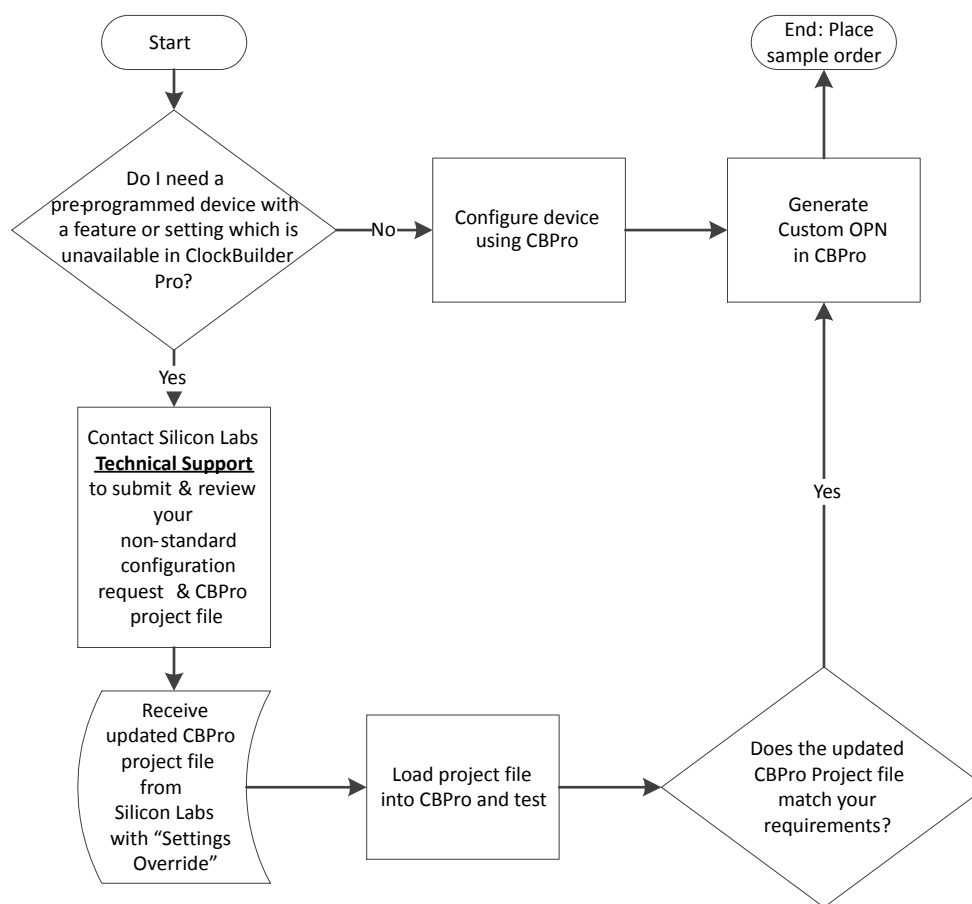 Start
End: Place
sample order
Do I need a
pre-programmed device with
a feature or setting which is
unavailable in ClockBuilder
Pro?
No
Configure device
using CBPro
Generate
Custom OPN
in CBPro
Yes
Contact Silicon Labs
Technical Support
to submit & review
your
non-standard
configuration
request & CBPro
project file
Yes
Receive
updated CBPro
project file
from
Silicon Labs
with “Settings
Override”
Load project file
into CBPro and test
Does the updated
CBPro Project file
match your
requirements?